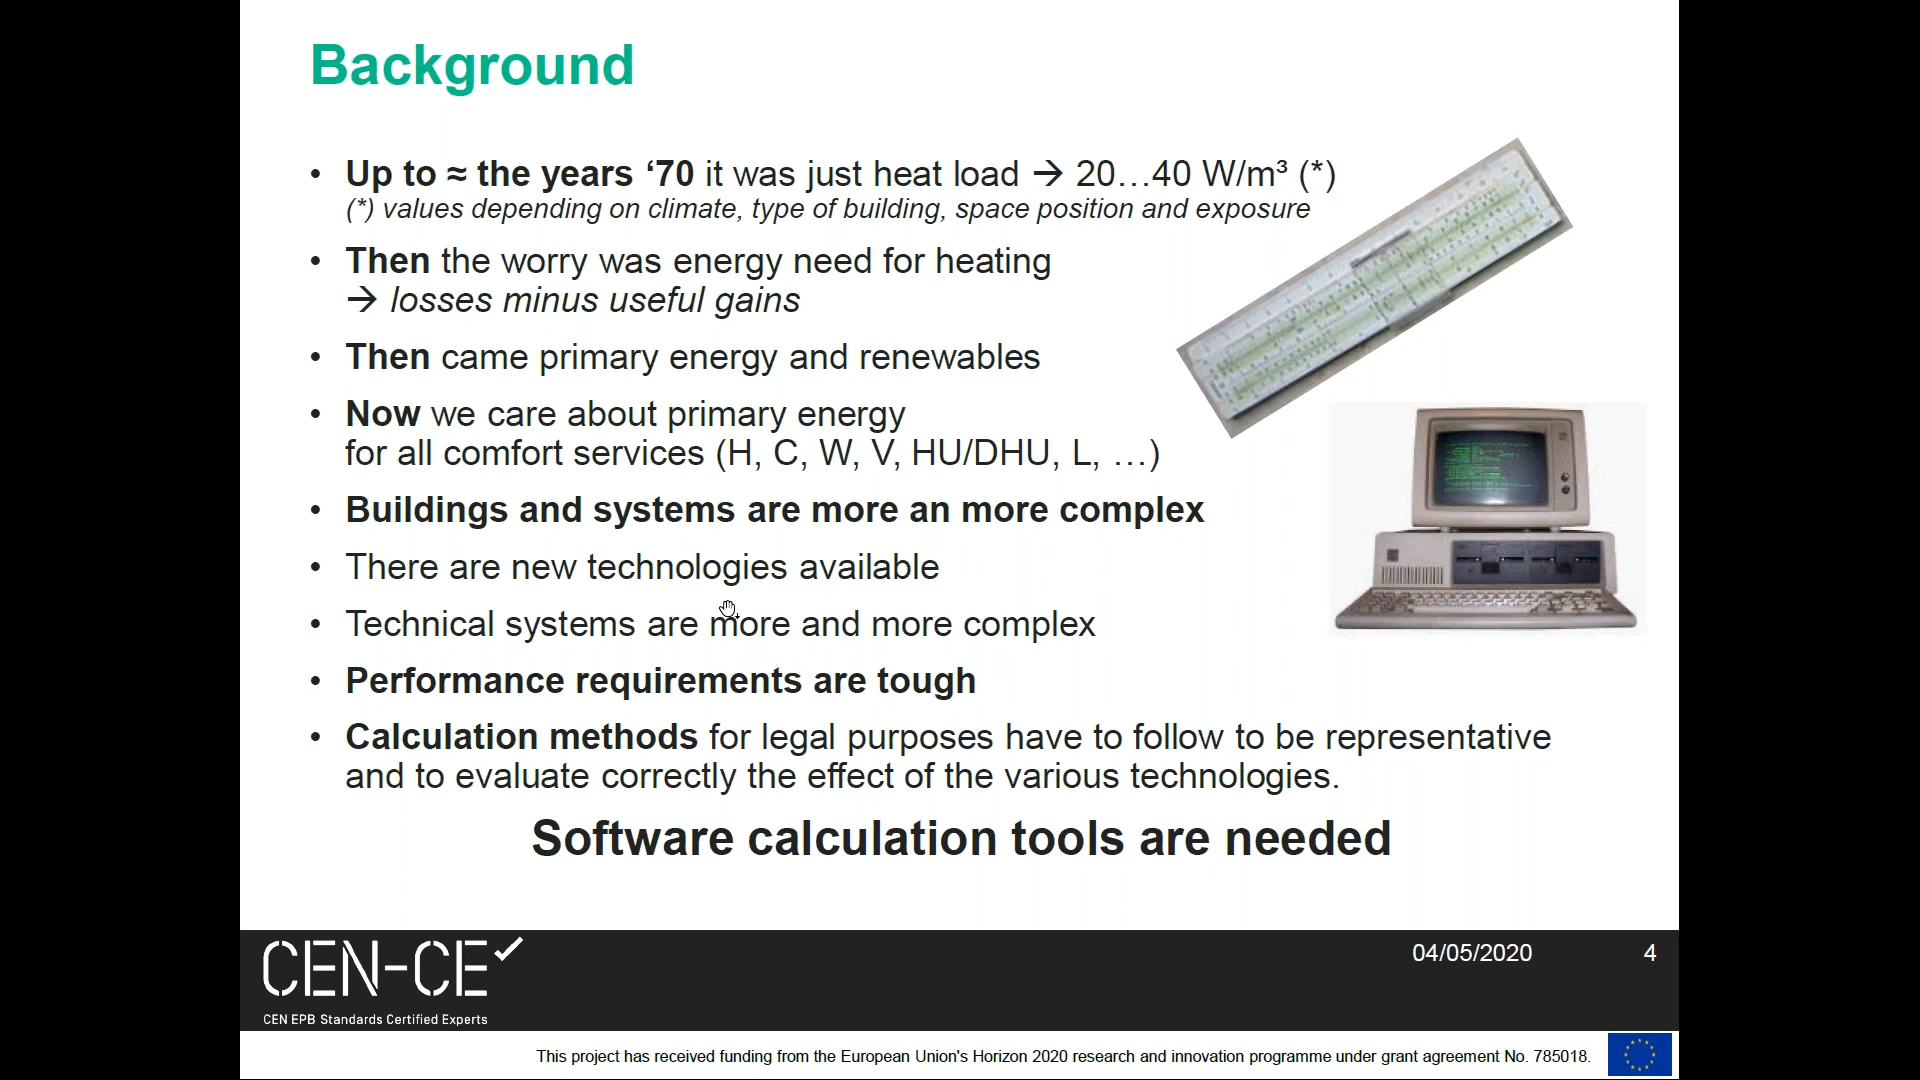 Background
• Up to ≈ the years ‘70 it was just heat load → 20…40 W/m³ (*)
(*) values depending on climate, type of building, space position and exposure
• Then the worry was energy need for heating
→ losses minus useful gains
• Then came primary energy and renewables
• Now we care about primary energy
for all comfort services (H, C, W, V, HU/DHU, L, …)
• Buildings and systems are more an more complex
• There are new technologies available
• Technical systems are more and more complex
• Performance requirements are tough
• Calculation methods for legal purposes have to follow to be representative
and to evaluate correctly the effect of the various technologies.
Software calculation tools are needed
CEN-CE
04/05/2020
4
CEN EPB Standards Certified Experts
This project has received funding from the European Union's Horizon 2020 research and innovation programme under grant agreement No. 785018.